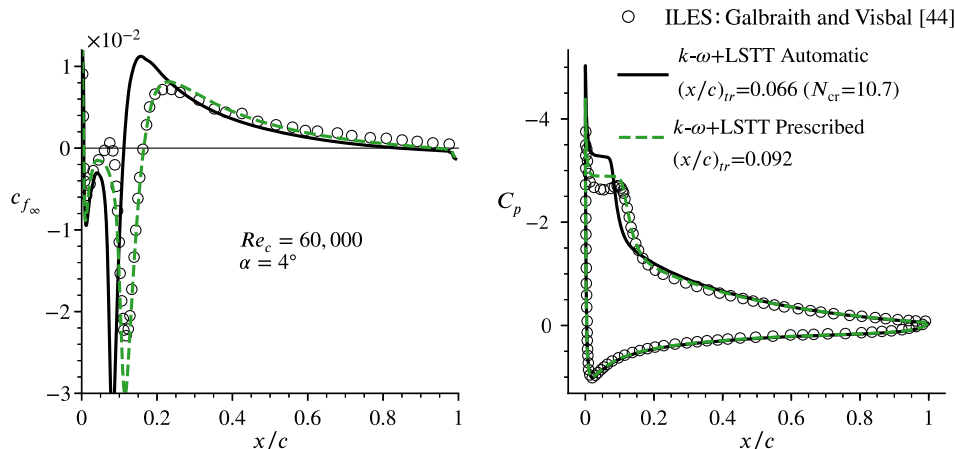 ILES: Galbraith and Visbal [44]
k-ω+LSTT Automatic
(x/c)tr=0.066 (Ncr=10.7)
k-ω+LSTT Prescribed
(x/c)tr=0.092
×10−2
1
0
−1
−2
−3
cf∞
Rec = 60,000
α = 4°
0 0.2 0.4 0.6 0.8 1
x/c
−4
−2
0
Cp
0 0.2 0.4 0.6 0.8 1
x/c